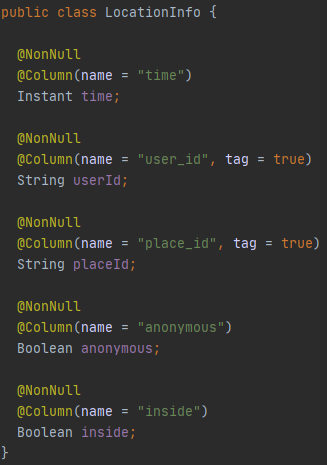 public class LocationInfo {
@NonNull
@Column(name = "time")
Instant time;
@NonNull
@Column(name = "user_id", tag = true)
String userId;
@NonNull
@Column(name = "place_id", tag = true)
String placeId;
@NonNull
@Column(name = "anonymous")
Boolean anonymous;
@NonNull
@Column(name = "inside")
Boolean inside;
}